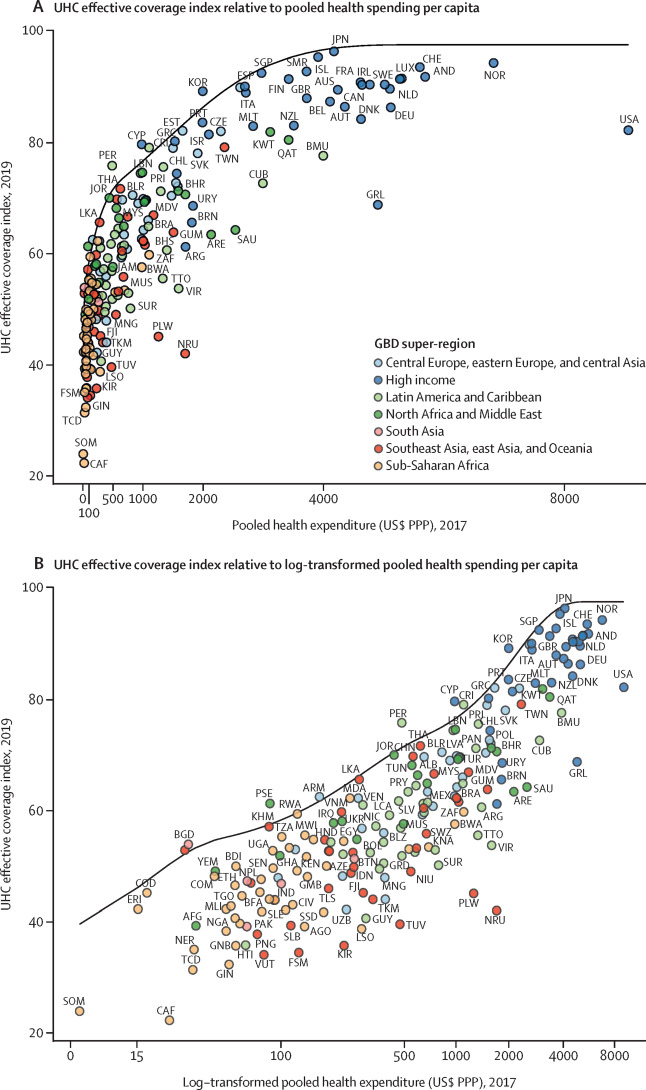 A UHC effective coverage index relative to pooled health spending per capita
100
JPN
SGP
SMR
ISL
FRA
IRL
SWE
LUX
CHE
AND
NOR
KOR
ESP
FIN
GBR
AUS
CAN
NLD
ITA
BEL
AUT
DNK
DEU
USA
PRT
MLT
NZL
EST
CZE
80
CYP
GRC
CRI
ISR
KWT
QAT
BMU
PER
LBN
SVK
TWN
THA
PRI
CHL
CUB
JOR
BLR
BHR
URY
GRL
LKA
MYS
MDV
BRN
BRA
GUM
ARE
SAU
60
BHS
ARG
ZAF
JAM
BWA
MUS
TTO
VIR
SUR
MNG
PLW
FJI
TKM
NRU
40
GUY
TUV
LSO
KIR
FSM
GIN
TCD
SOM
CAF
20
UHC effective coverage index, 2019
GBD super-region
Central Europe, eastern Europe, and central Asia
High income
Latin America and Caribbean
North Africa and Middle East
South Asia
Southeast Asia, east Asia, and Oceania
Sub-Saharan Africa
0 500 1000 2000 4000 8000
100
Pooled health expenditure (US$ PPP), 2017
B UHC effective coverage index relative to log-transformed pooled health spending per capita
100
JPN
NOR
SGP
ISL
CHE
AND
KOR
GBR
NLD
ITA
AUT
DEU
PRT
MLT
DNK
USA
GRC
CZE
NZL
80
CYP
CRI
KWT
QAT
PER
LBN
PRI
CHL
SVK
TWN
BMU
THA
POL
JOR
CHN
BLR
LVA
PAN
BHR
CUB
TUN
ALB
TUR
URY
GRL
LKA
MYS
MDV
BRN
ARM
MDA
PRY
GUM
SAU
PSE
RWA
VNM
VEN
MEX
BRA
ARE
60
IRQ
UKR
NIC
LCA
SLV
ZAF
ARG
KHM
TZA
MWI
MUS
BWA
BGD
UGA
HND
EGY
BLZ
SWZ
TTO
BOL
KNA
VIR
YEM
BDI
SEN
GHA
KEN
AZE
BTN
GRD
SUR
COM
ETH
NPL
IDN
NIU
COD
IND
GMB
FJI
MNG
PLW
ERI
TGO
BFA
CIV
TLS
TKM
NRU
MLI
SLE
40
AFG
NGA
PAK
SSD
UZB
GUY
TUV
NER
GNB
PNG
SLB
AGO
LSO
TCD
HTI
VUT
FSM
KIR
GIN
SOM
CAF
20
UHC effective coverage index, 2019
0 15 100 500 1000 2000 4000 8000
Log–transformed pooled health expenditure (US$ PPP), 2017